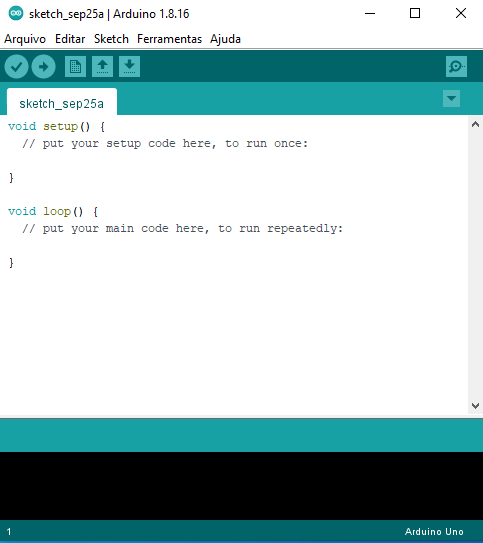 sketch_sep25a | Arduino 1.8.16
Arquivo Editar Sketch Ferramentas Ajuda
sketch_sep25a
void setup() {
  // put your setup code here, to run once:
}
void loop() {
  // put your main code here, to run repeatedly:
}
1 Arduino Uno